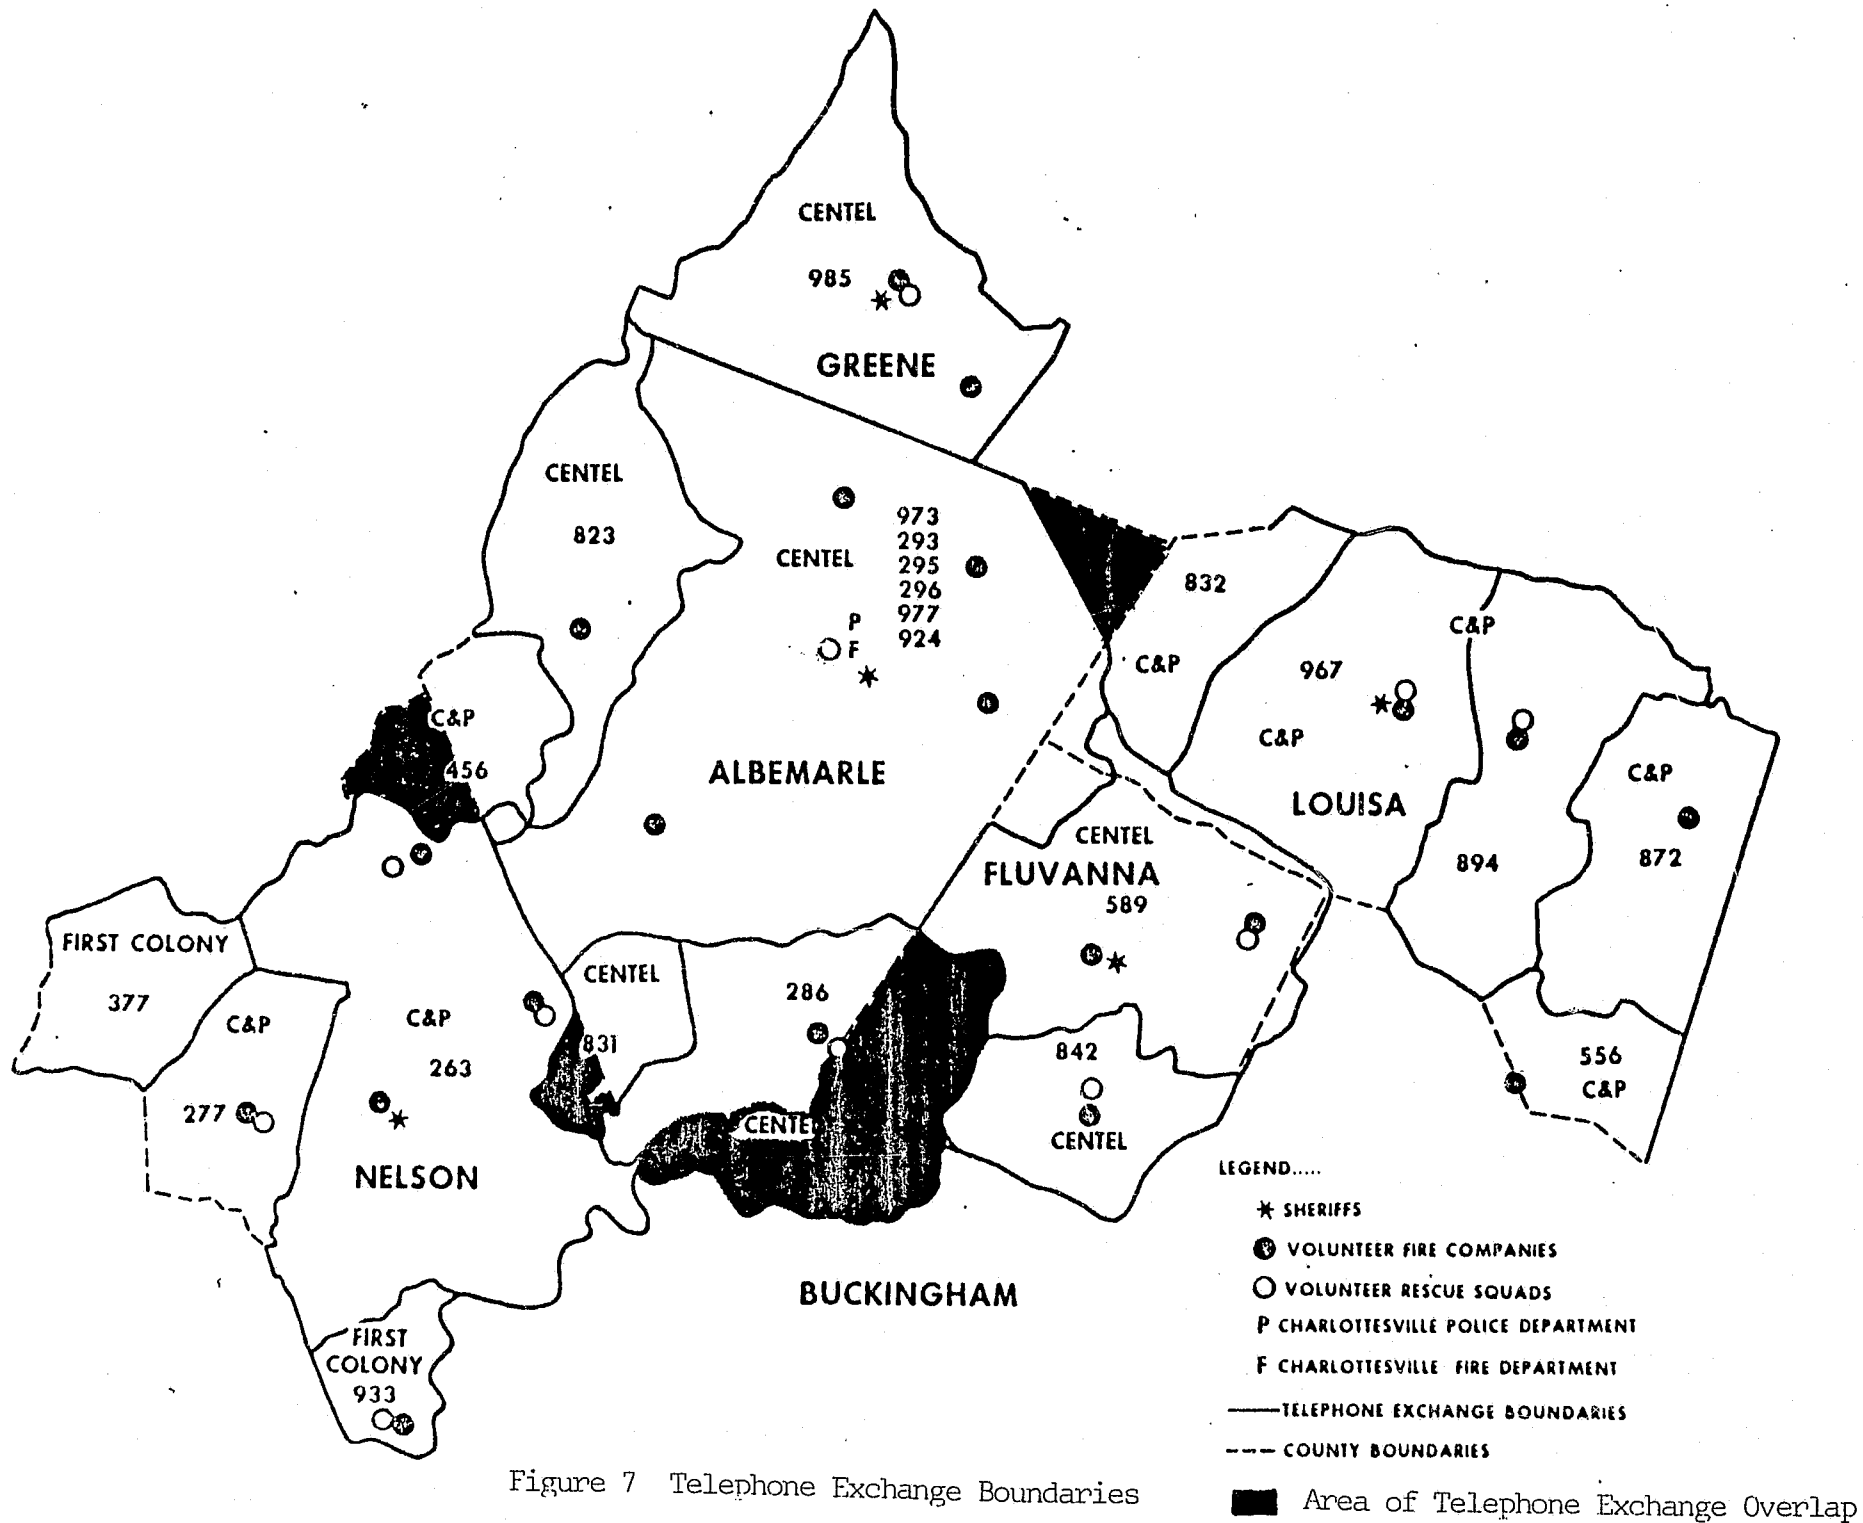 CENTEL
985
GREENE
CENTEL
823
CENTEL
973
293
295
296
977
924
P
F
832
C&P
C&P
967
C&P
LOUISA
894
C&P
872
556
C&P
C&P
456
ALBEMARLE
CENTEL
FLUVANNA
589
FIRST COLONY
377
C&P
277
C&P
263
NELSON
CENTEL
831
286
CENTEL
842
CENTEL
BUCKINGHAM
FIRST
COLONY
933
LEGEND.....
SHERIFFS
VOLUNTEER FIRE COMPANIES
VOLUNTEER RESCUE SQUADS
P CHARLOTTESVILLE POLICE DEPARTMENT
F CHARLOTTESVILLE FIRE DEPARTMENT
TELEPHONE EXCHANGE BOUNDARIES
COUNTY BOUNDARIES
Figure 7 Telephone Exchange Boundaries
Area of Telephone Exchange Overlap